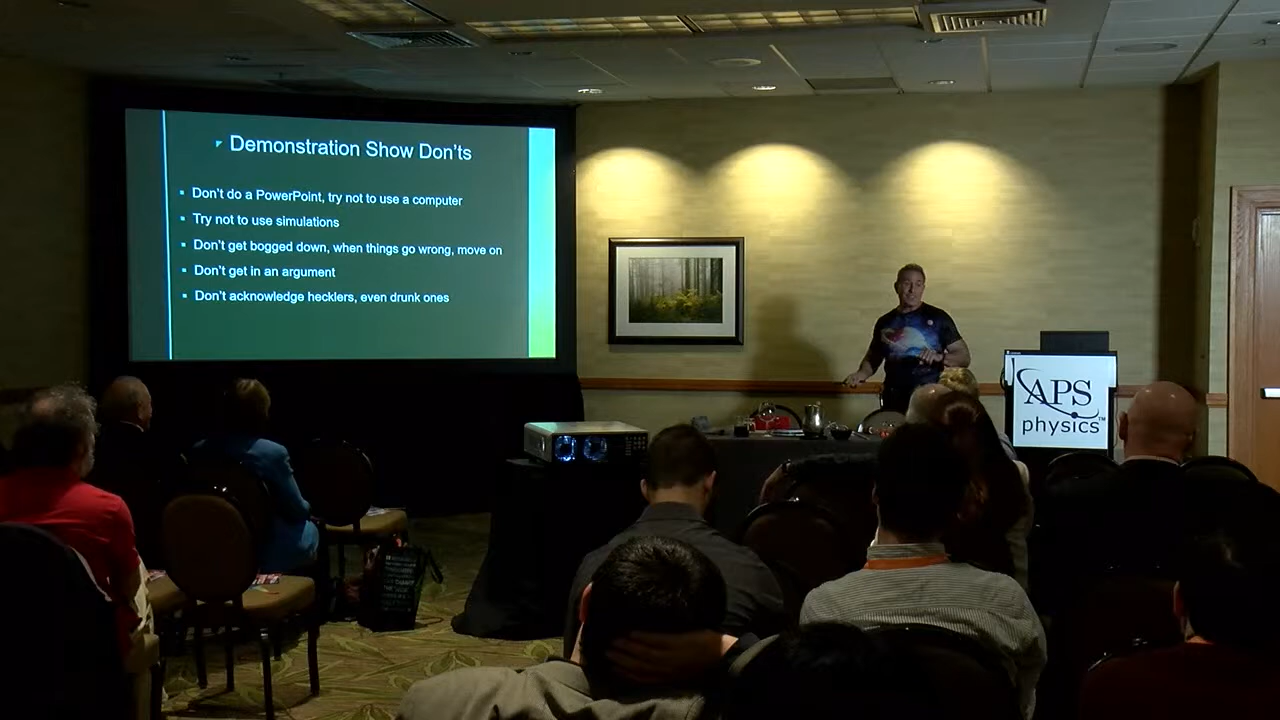 Demonstration Show Don'ts
Don't do a PowerPoint, try not to use a computer
Try not to use simulations
Don't get bogged down, when things go wrong, move on
Don't get in an argument
Don't acknowledge hecklers, even drunk ones
APS
physics™